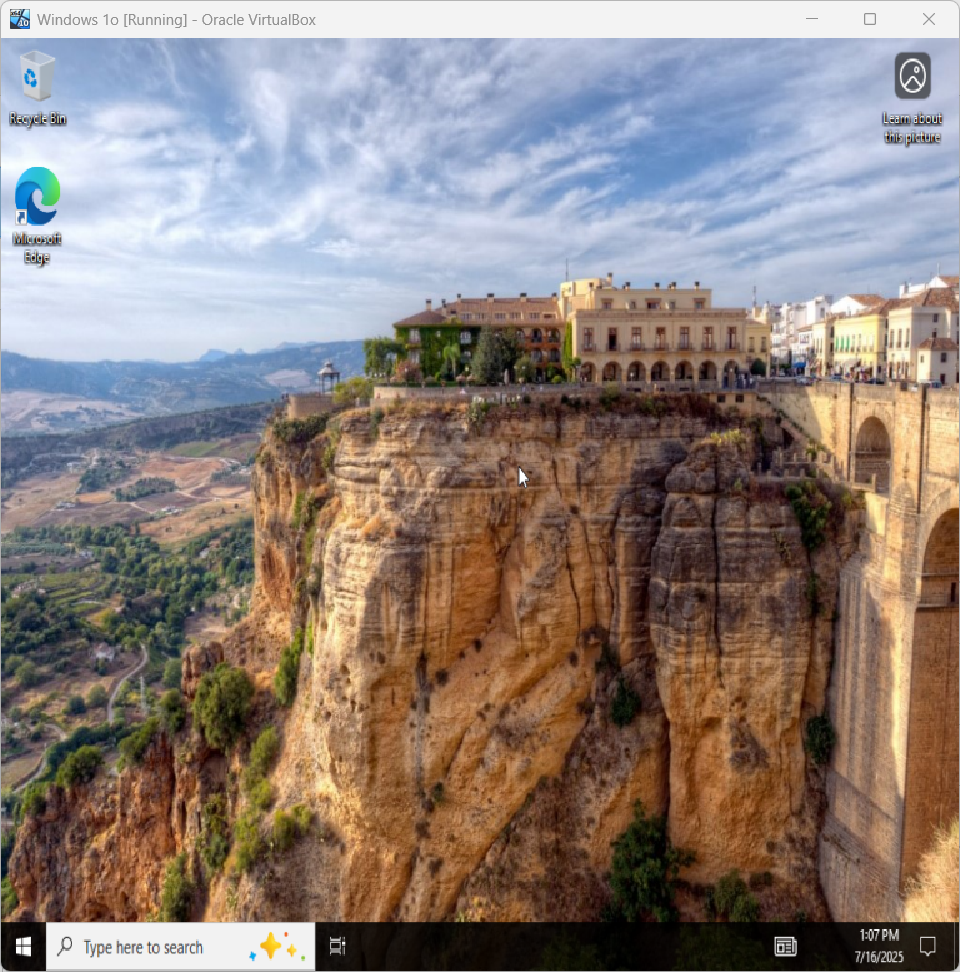 Windows 1o [Running] - Oracle VirtualBox
Recycle Bin
Learn about
this picture
Microsoft
Edge
Type here to search
1:07 PM
7/16/2025